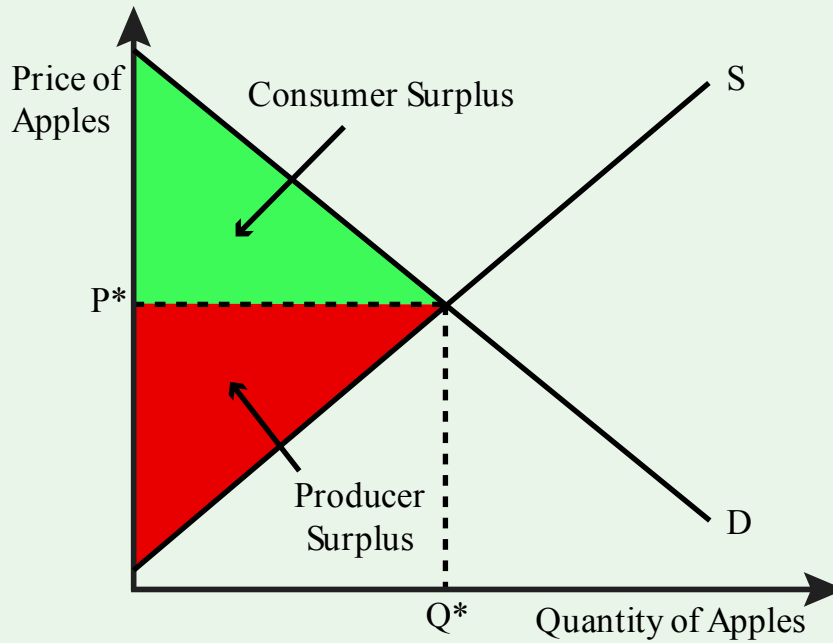 Price of
Apples
Consumer Surplus
S
P*
Producer
Surplus
D
Q*
Quantity of Apples